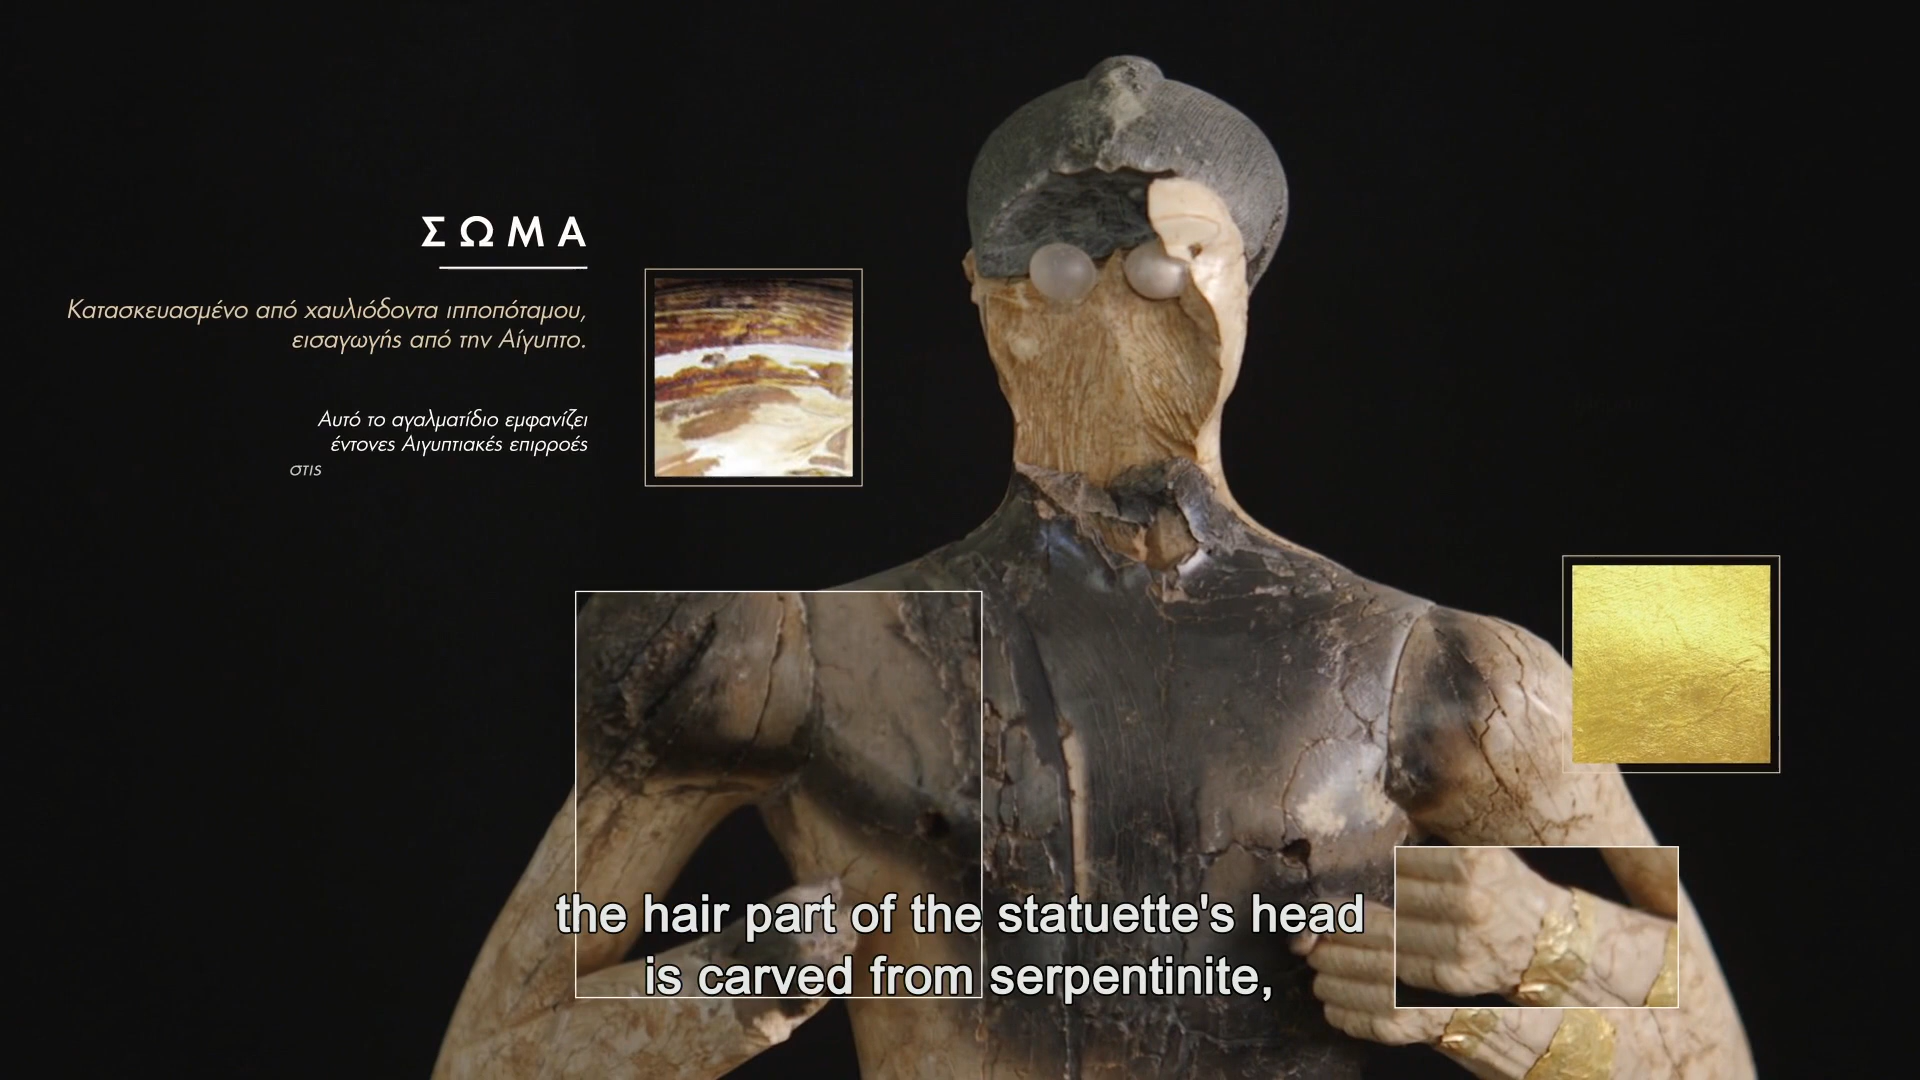 ΣΩΜΑ
Κατασκευασμένο από χαυλιόδοντα ιπποπόταμου,
εισαγωγής από την Αίγυπτο.
Αυτό το αγαλματίδιο εμφανίζει
έντονες Αιγυπτιακές επιρροές
στις
the hair part of the statuette's head
is carved from serpentinite,